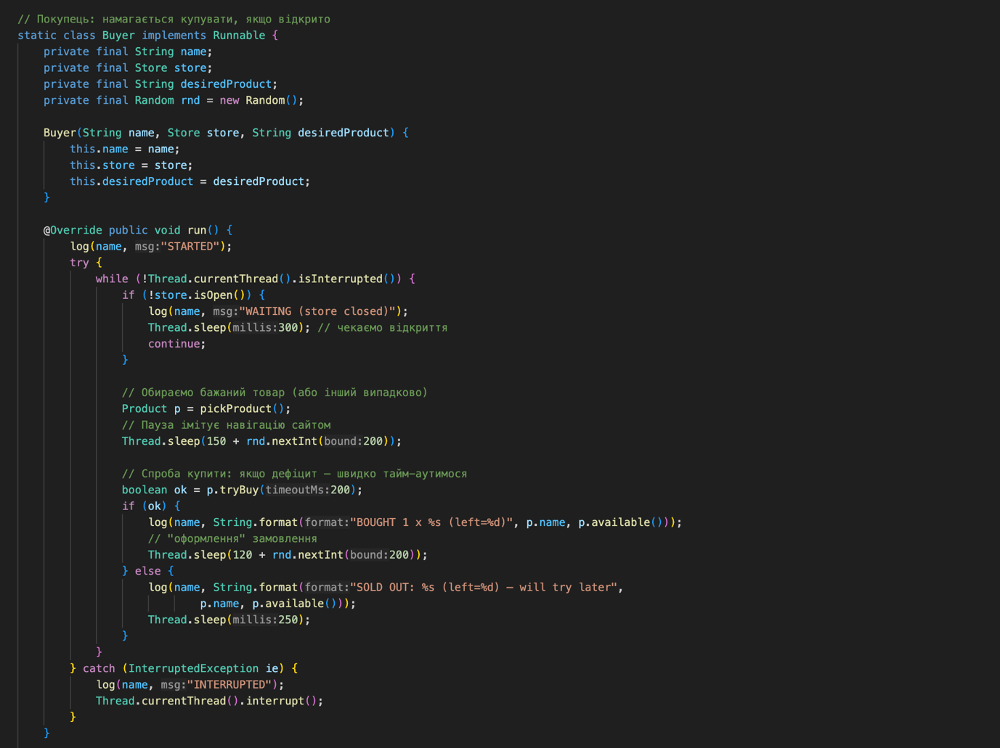 // Покупець: намагається купувати, якщо відкрито
static class Buyer implements Runnable {
    private final String name;
    private final Store store;
    private final String desiredProduct;
    private final Random rnd = new Random();

    Buyer(String name, Store store, String desiredProduct) {
        this.name = name;
        this.store = store;
        this.desiredProduct = desiredProduct;
    }

    @Override public void run() {
        log(name, msg:"STARTED");
        try {
            while (!Thread.currentThread().isInterrupted()) {
                if (!store.isOpen()) {
                    log(name, msg:"WAITING (store closed)");
                    Thread.sleep(millis:300); // чекаємо відкриття
                    continue;
                }

                // Обираємо бажаний товар (або інший випадково)
                Product p = pickProduct();
                // Пауза імітує навігацію сайтом
                Thread.sleep(150 + rnd.nextInt(bound:200));

                // Спроба купити: якщо дефіцит — швидко тайм-аутимося
                boolean ok = p.tryBuy(timeoutMs:200);
                if (ok) {
                    log(name, String.format(format:"BOUGHT 1 x %s (left=%d)", p.name, p.available()));
                    // "оформлення" замовлення
                    Thread.sleep(120 + rnd.nextInt(bound:200));
                } else {
                    log(name, String.format(format:"SOLD OUT: %s (left=%d) — will try later",
                            p.name, p.available()));
                    Thread.sleep(millis:250);
                }
            }
        } catch (InterruptedException ie) {
            log(name, msg:"INTERRUPTED");
            Thread.currentThread().interrupt();
        }
    }